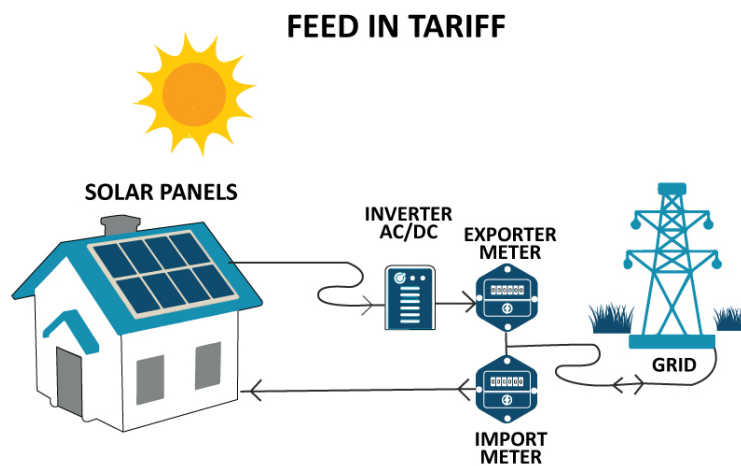 FEED IN TARIFF
SOLAR PANELS
INVERTER
AC/DC
EXPORTER
METER
GRID
IMPORT
METER